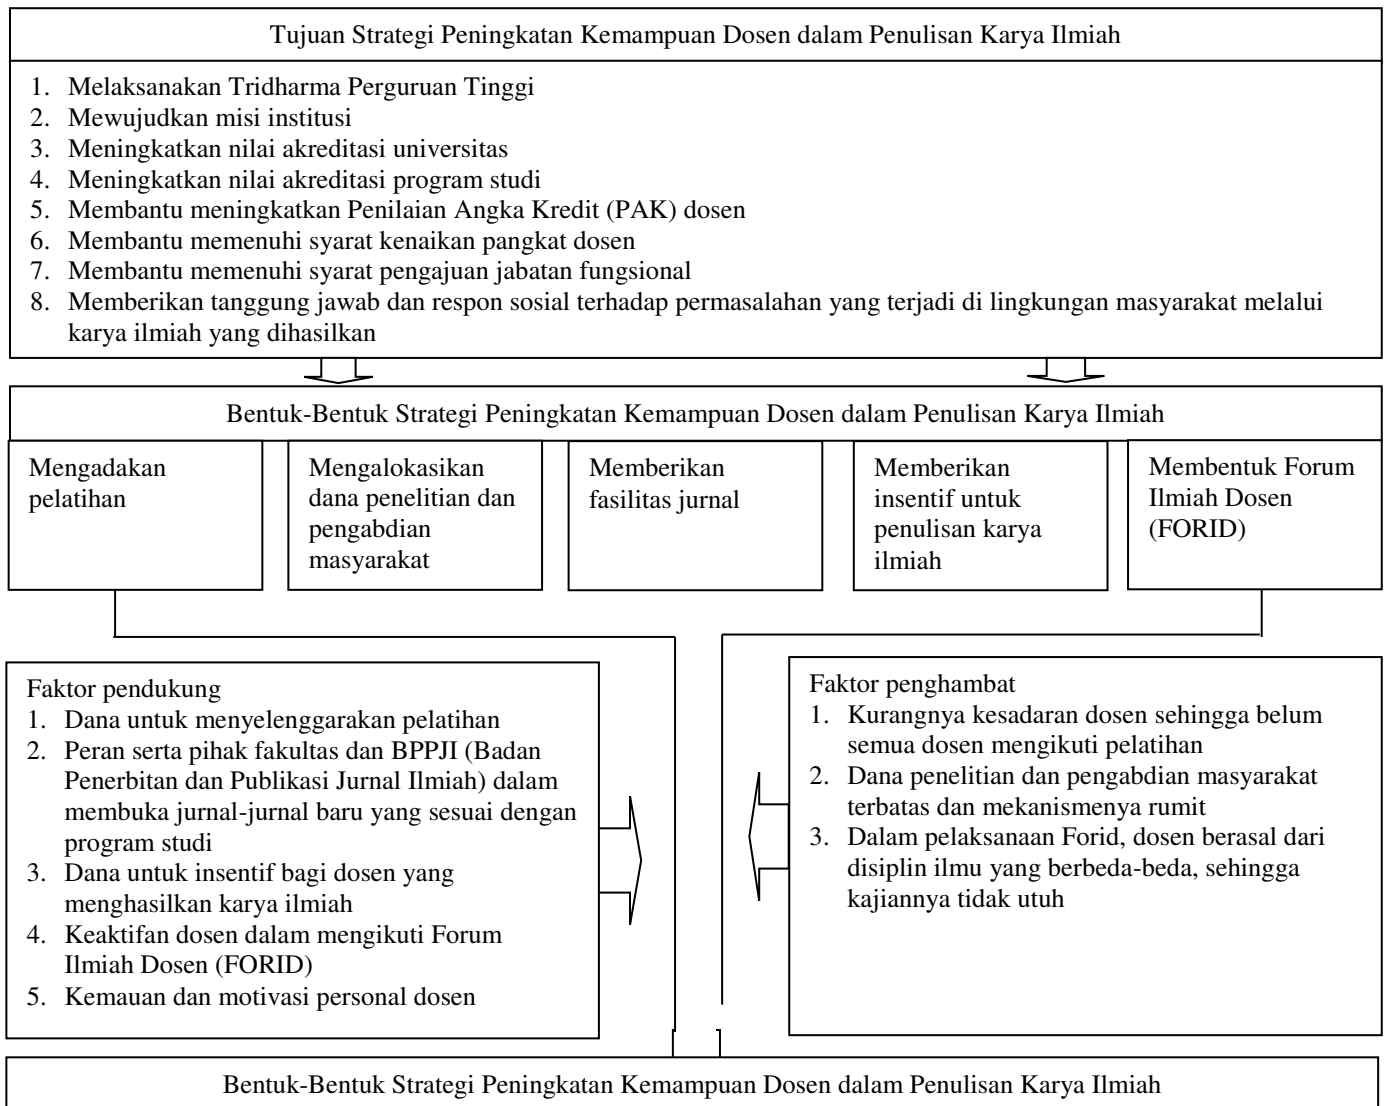 Tujuan Strategi Peningkatan Kemampuan Dosen dalam Penulisan Karya Ilmiah
1. Melaksanakan Tridharma Perguruan Tinggi
2. Mewujudkan misi institusi
3. Meningkatkan nilai akreditasi universitas
4. Meningkatkan nilai akreditasi program studi
5. Membantu meningkatkan Penilaian Angka Kredit (PAK) dosen
6. Membantu memenuhi syarat kenaikan pangkat dosen
7. Membantu memenuhi syarat pengajuan jabatan fungsional
8. Memberikan tanggung jawab dan respon sosial terhadap permasalahan yang terjadi di lingkungan masyarakat melalui
karya ilmiah yang dihasilkan
Bentuk-Bentuk Strategi Peningkatan Kemampuan Dosen dalam Penulisan Karya Ilmiah
Mengadakan
pelatihan
Mengalokasikan
dana penelitian dan
pengabdian
masyarakat
Memberikan
fasilitas jurnal
Memberikan
insentif untuk
penulisan karya
ilmiah
Membentuk Forum
Ilmiah Dosen
(FORID)
Faktor pendukung
1. Dana untuk menyelenggarakan pelatihan
2. Peran serta pihak fakultas dan BPPJI (Badan
Penerbitan dan Publikasi Jurnal Ilmiah) dalam
membuka jurnal-jurnal baru yang sesuai dengan
program studi
3. Dana untuk insentif bagi dosen yang
menghasilkan karya ilmiah
4. Keaktifan dosen dalam mengikuti Forum
Ilmiah Dosen (FORID)
5. Kemauan dan motivasi personal dosen
Faktor penghambat
1. Kurangnya kesadaran dosen sehingga belum
semua dosen mengikuti pelatihan
2. Dana penelitian dan pengabdian masyarakat
terbatas dan mekanismenya rumit
3. Dalam pelaksanaan Forid, dosen berasal dari
disiplin ilmu yang berbeda-beda, sehingga
kajiannya tidak utuh
Bentuk-Bentuk Strategi Peningkatan Kemampuan Dosen dalam Penulisan Karya Ilmiah